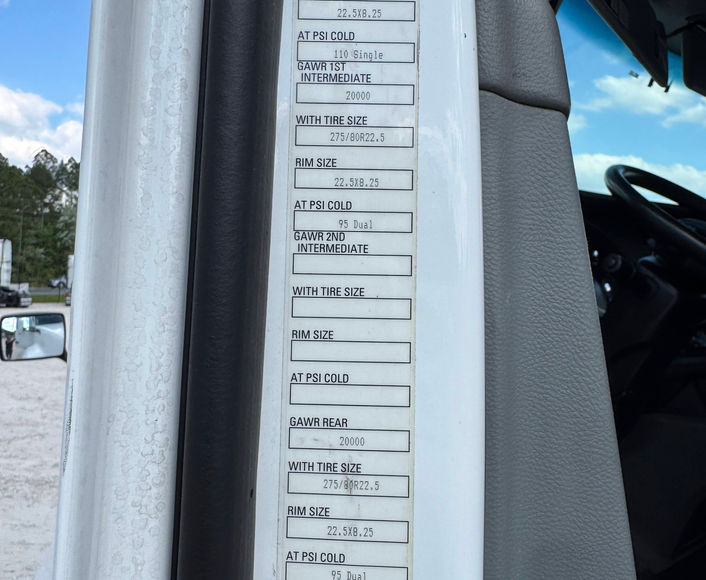 22.5X8.25
AT PSI COLD
110 Single
GAWR 1ST
INTERMEDIATE
20000
WITH TIRE SIZE
275/80R22.5
RIM SIZE
22.5X8.25
AT PSI COLD
95 Dual
GAWR 2ND
INTERMEDIATE
WITH TIRE SIZE
RIM SIZE
AT PSI COLD
GAWR REAR
20000
WITH TIRE SIZE
275/80R22.5
RIM SIZE
22.5X8.25
AT PSI COLD
95 Dual